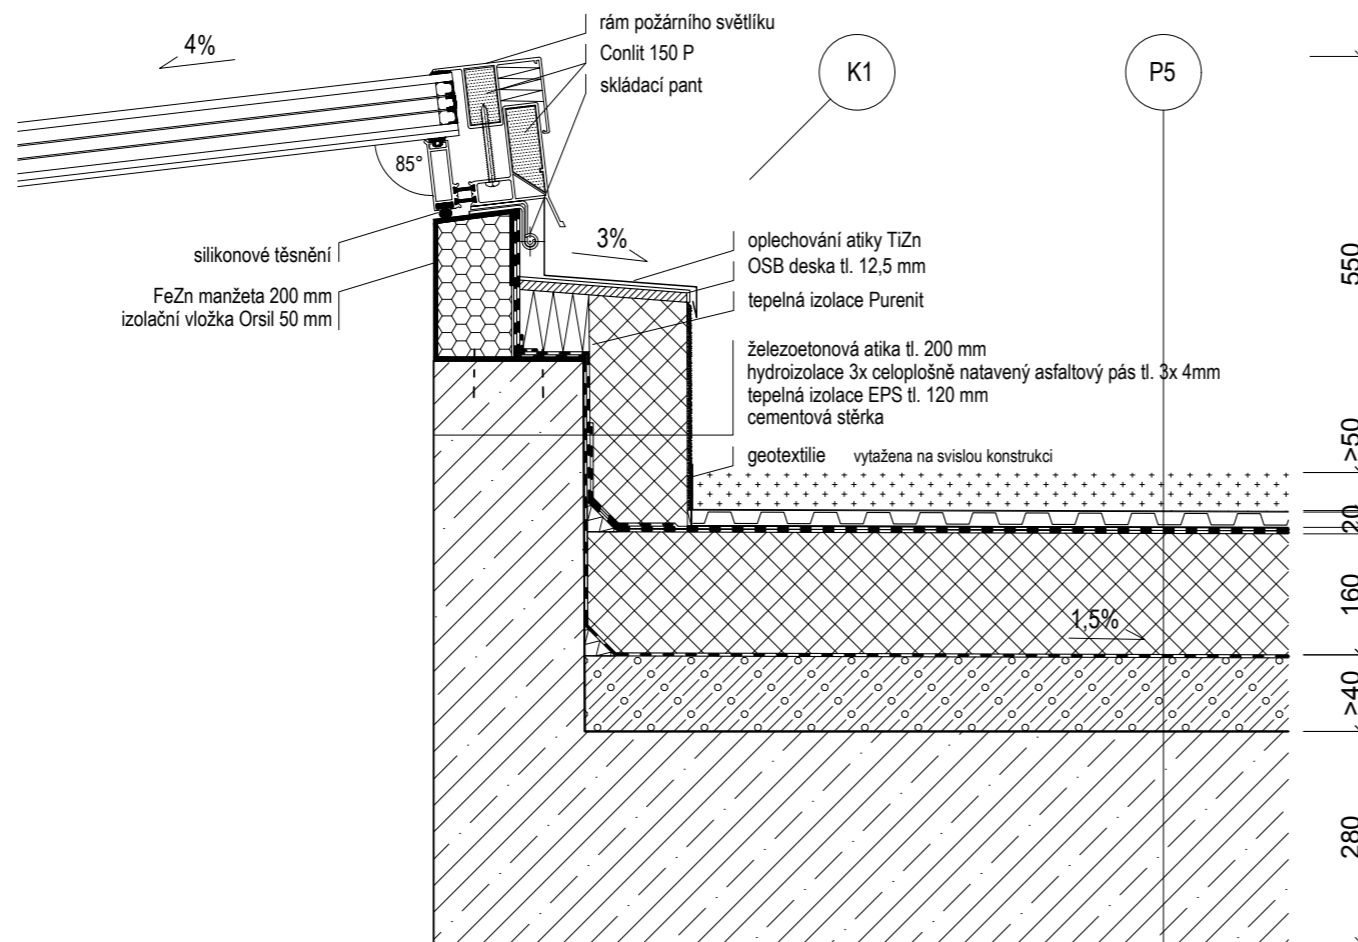 4%
rám požárního světlíku
Conlit 150 P
skládací pant
K1
P5
85°
silikonové těsnění
FeZn manžeta 200 mm
izolační vložka Orsil 50 mm
3%
oplechování atiky TiZn
OSB deska tl. 12,5 mm
tepelná izolace Purenit
železoetonová atika tl. 200 mm
hydroizolace 3x celoplošně natavený asfaltový pás tl. 3x 4mm
tepelná izolace EPS tl. 120 mm
cementová stěrka
geotextilie vytažena na svislou konstrukci
1,5%
550
>50
20
160
>40
280